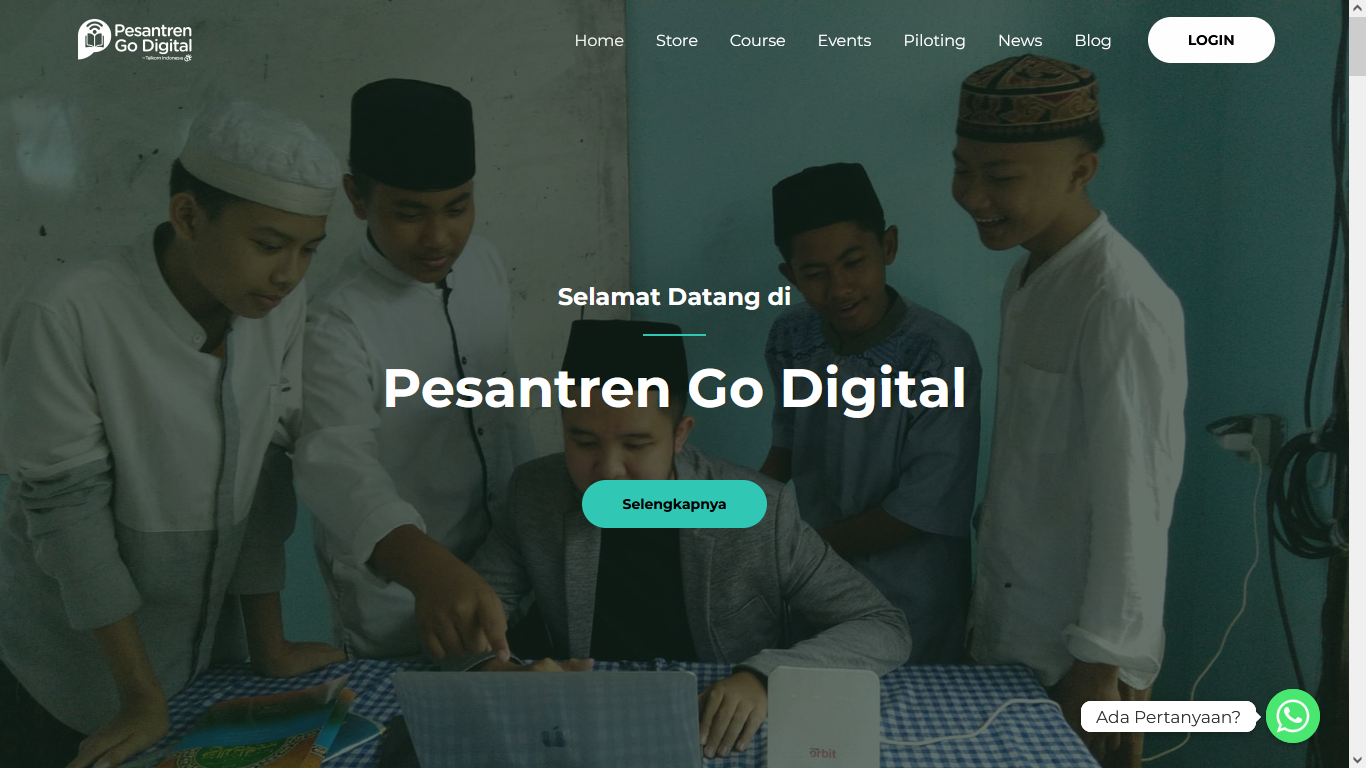 Pesantren
Go Digital
Telkom Indonesia
Home Store Course Events Piloting News Blog LOGIN
Selamat Datang di
Pesantren Go Digital
Selengkapnya
Ada Pertanyaan?
orbit